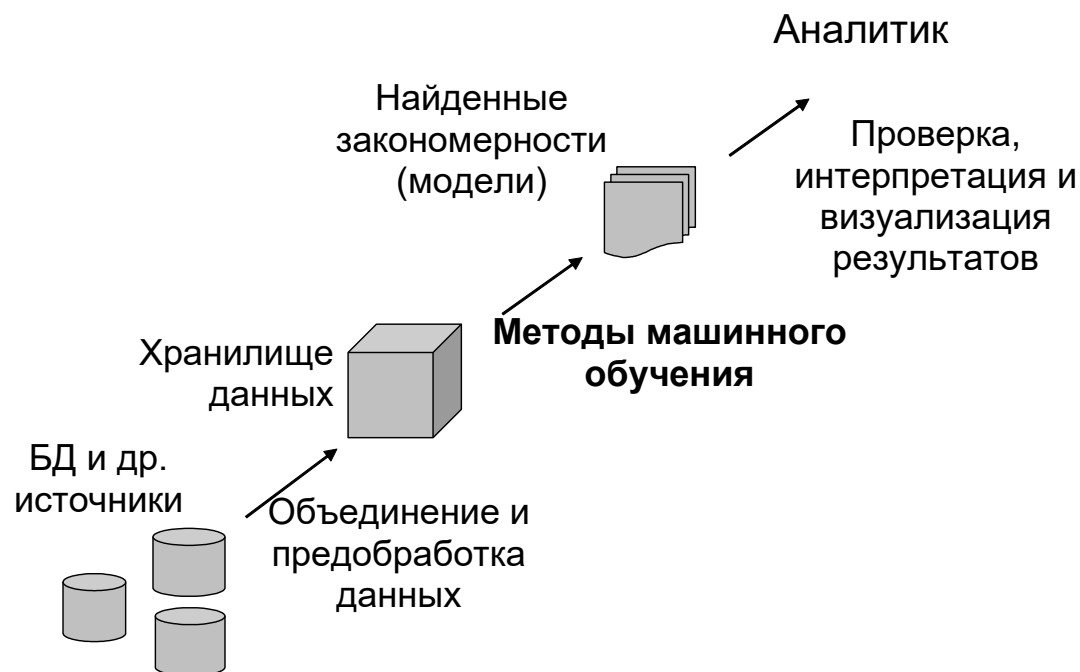 Аналитик
Найденные
закономерности
(модели)
Проверка,
интерпретация и
визуализация
результатов
Методы машинного
обучения
Хранилище
данных
БД и др.
источники
Объединение и
предобработка
данных